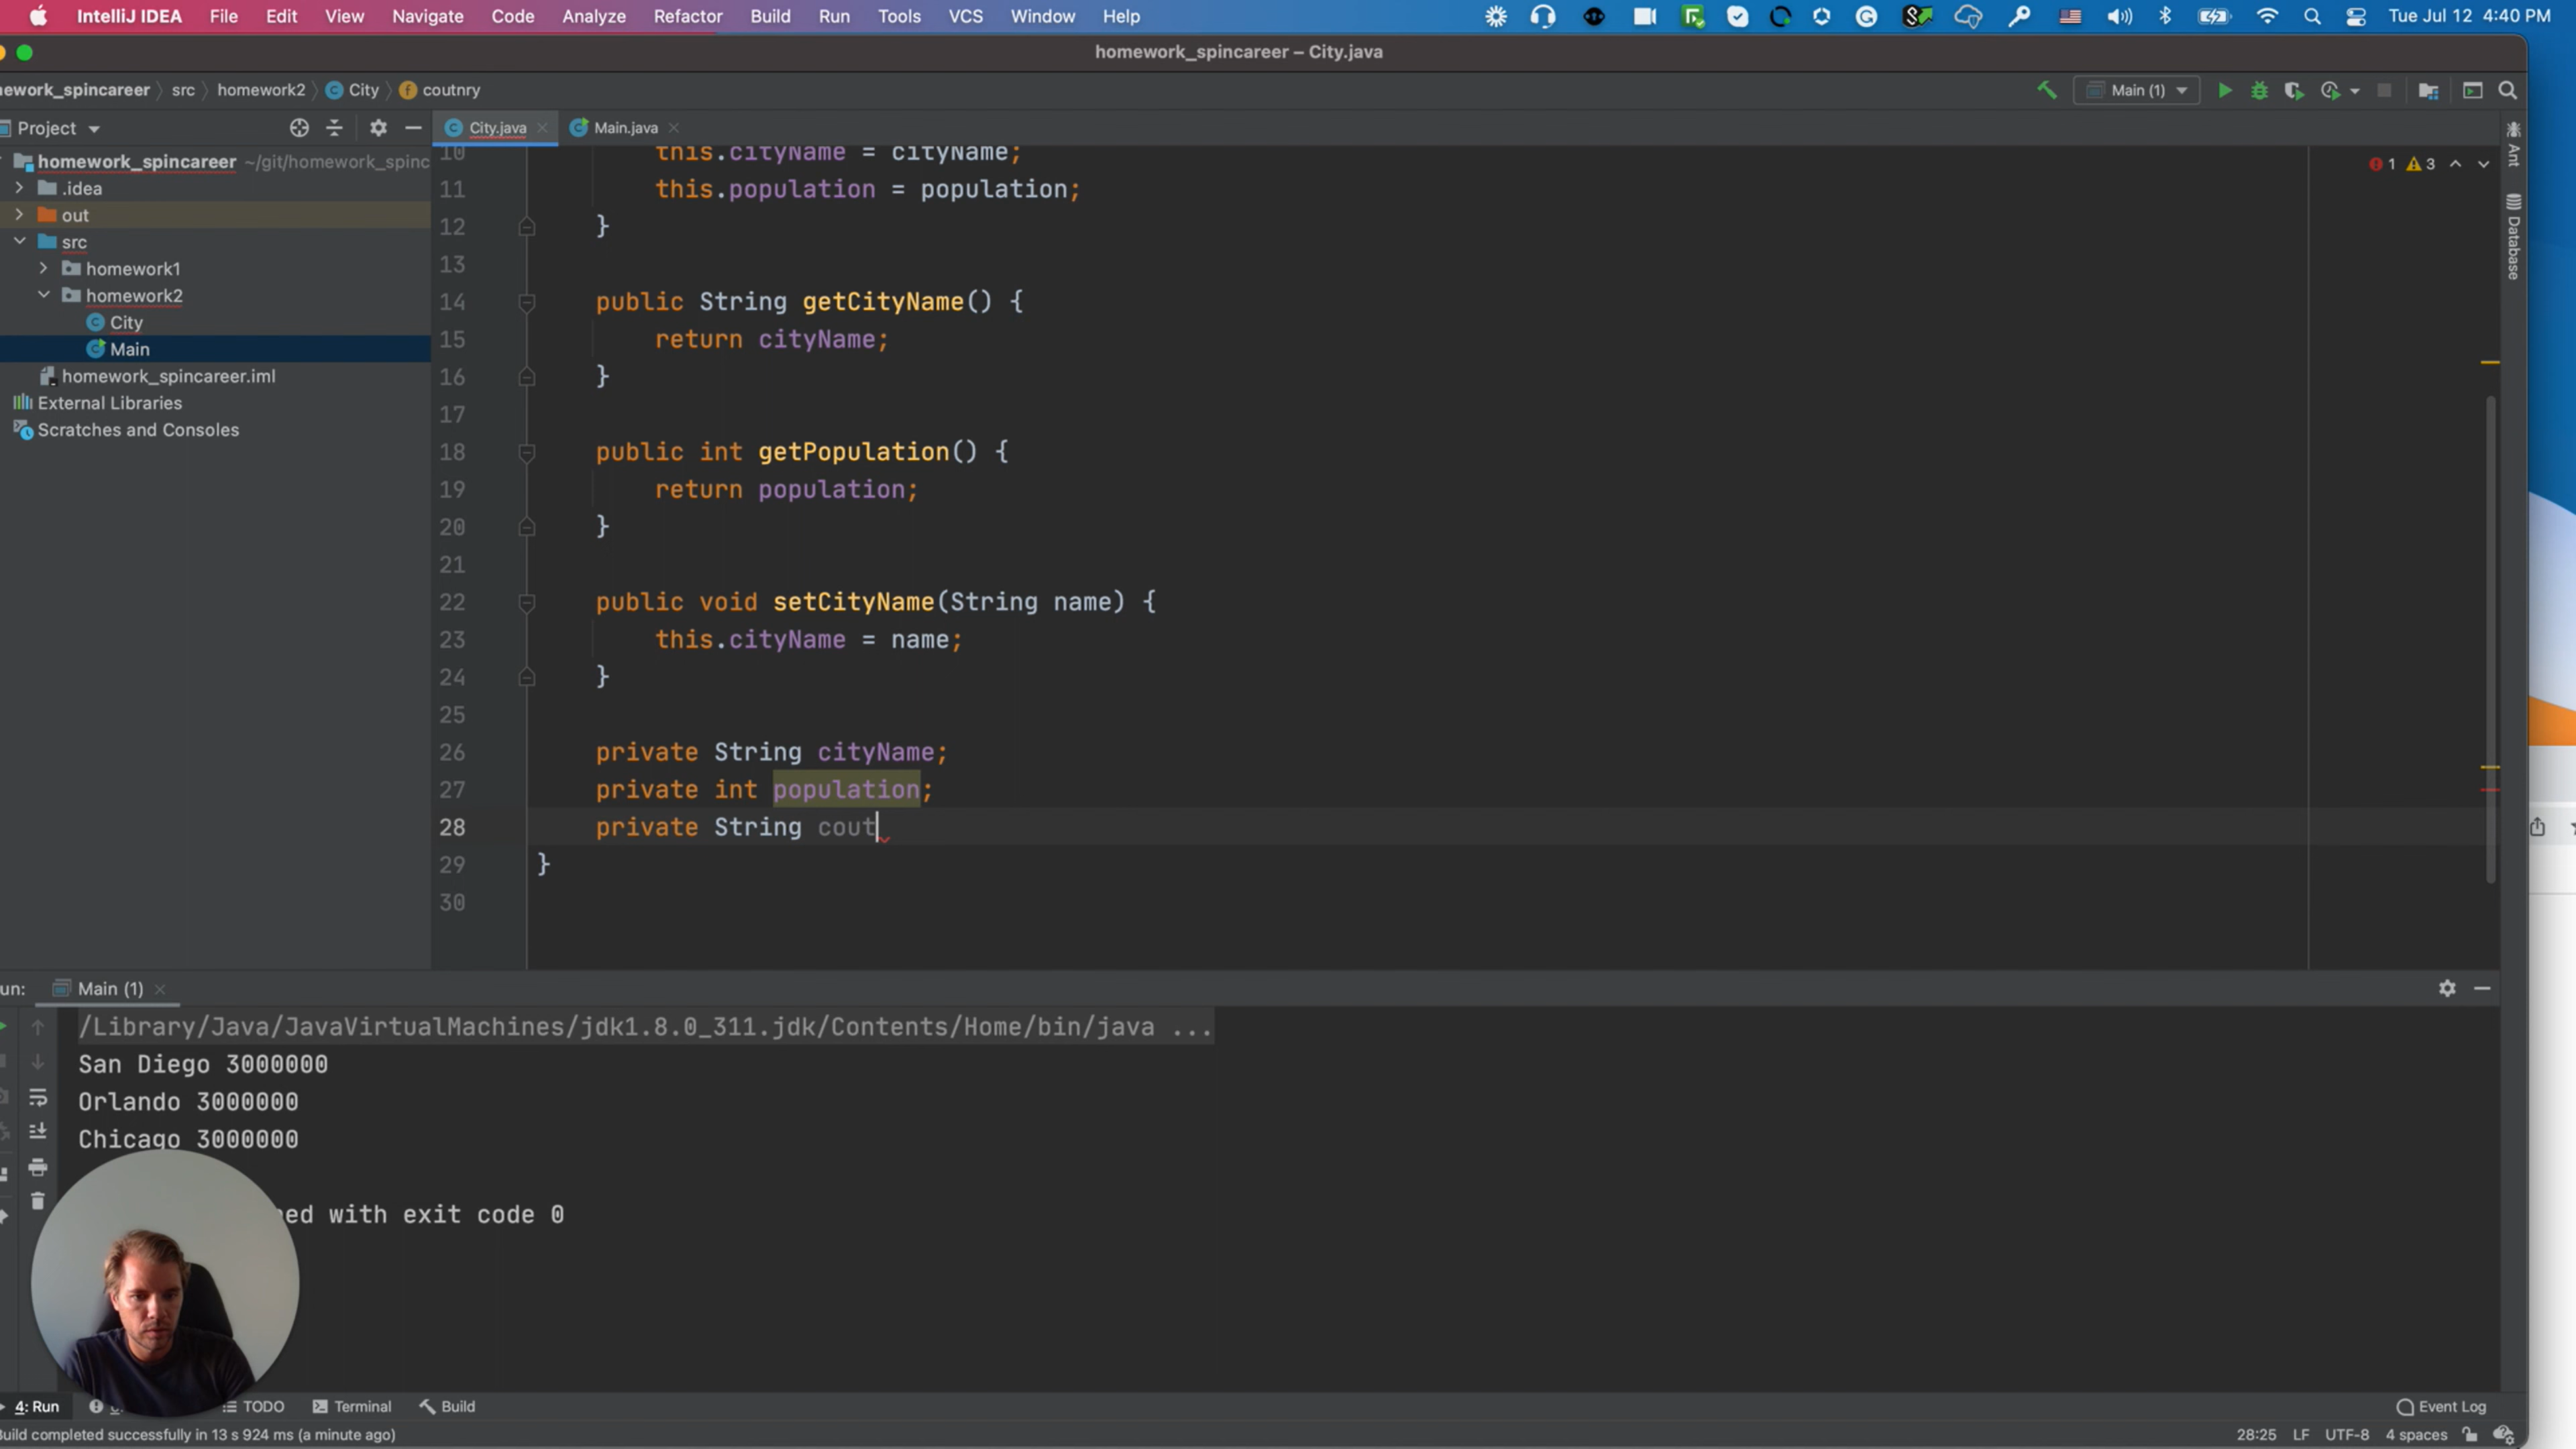 IntelliJ IDEA File Edit View Navigate Code Analyze Refactor Build Run Tools VCS Window Help Tue Jul 12 4:40 PM
homework_spincareer – City.java
ework_spincareer src homework2 City coutnry Main (1)
Project City.java Main.java
homework_spincareer ~/git/homework_spinc
.idea
out
src
homework1
homework2
City
Main
homework_spincareer.iml
External Libraries
Scratches and Consoles
1 3
Ant
Database
10 this.cityName = cityName;
11 this.population = population;
12 }
13
14 public String getCityName() {
15 return cityName;
16 }
17
18 public int getPopulation() {
19 return population;
20 }
21
22 public void setCityName(String name) {
23 this.cityName = name;
24 }
25
26 private String cityName;
27 private int population;
28 private String cout
29 }
30
un: Main (1)
/Library/Java/JavaVirtualMachines/jdk1.8.0_311.jdk/Contents/Home/bin/java ...
San Diego 3000000
Orlando 3000000
Chicago 3000000
ed with exit code 0
4: Run TODO Terminal Build Event Log
Build completed successfully in 13 s 924 ms (a minute ago) 28:25 LF UTF-8 4 spaces